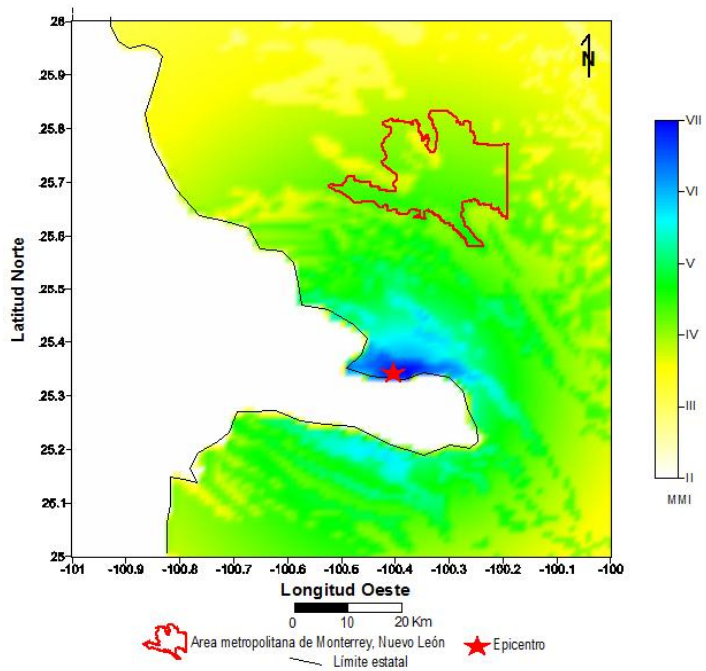 26
25.9
25.8
25.7
25.6
25.5
25.4
25.3
25.2
25.1
25
Latitud Norte
N
-101
-100.9
-100.8
-100.7
-100.6
-100.5
-100.4
-100.3
-100.2
-100.1
-100
Longitud Oeste
VII
VI
V
IV
III
II
MMI
0 10 20 Km
Area metropolitana de Monterrey, Nuevo León
Epicentro
Límite estatal